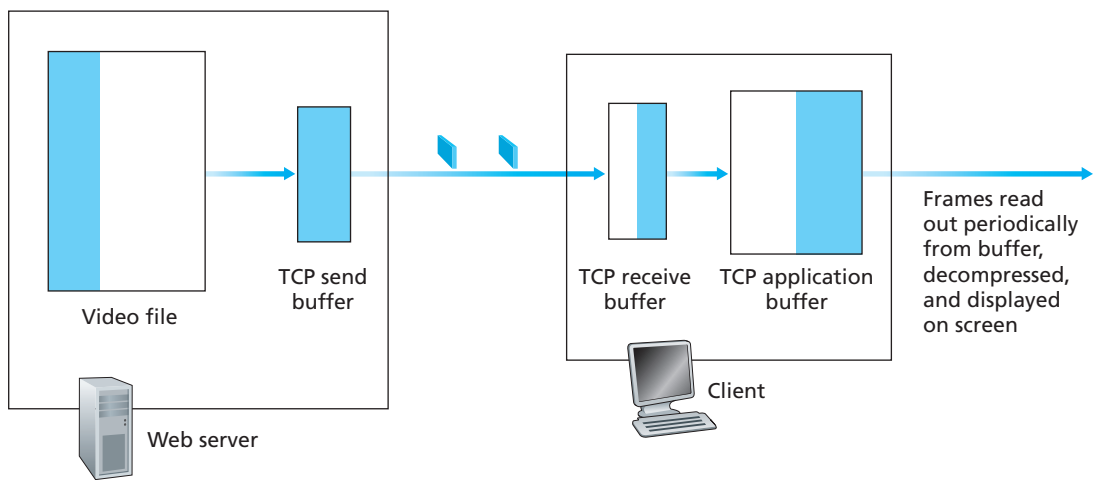 Video file
TCP send
buffer
TCP receive
buffer
TCP application
buffer
Frames read
out periodically
from buffer,
decompressed,
and displayed
on screen
Client
Web server